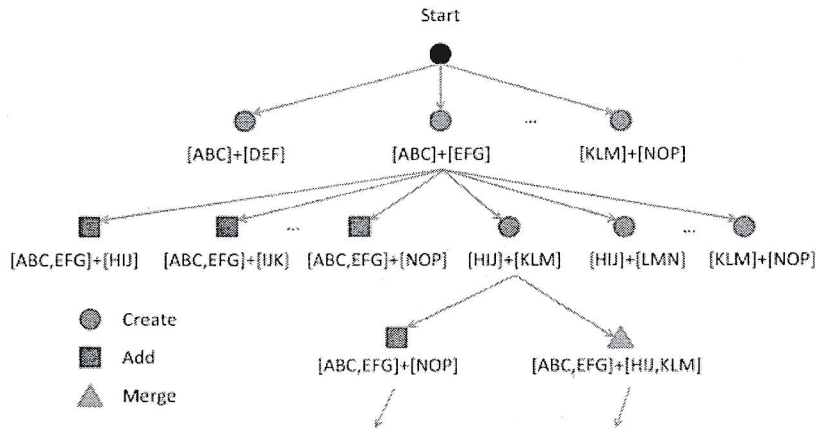 Start
...
[ABC]+[DEF] [ABC]+[EFG] [KLM]+[NOP]
... ...
[ABC,EFG]+[HIJ] [ABC,EFG]+[IJK] [ABC,EFG]+[NOP] [HIJ]+[KLM] [HIJ]+[LMN] [KLM]+[NOP]
Create
Add
[ABC,EFG]+[NOP] [ABC,EFG]+[HIJ,KLM]
Merge